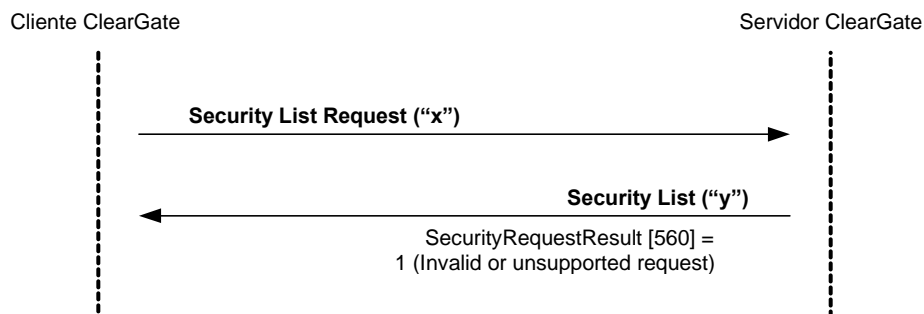 Cliente ClearGate
Servidor ClearGate
Security List Request (“x”)
Security List (“y”)
SecurityRequestResult [560] =
1 (Invalid or unsupported request)